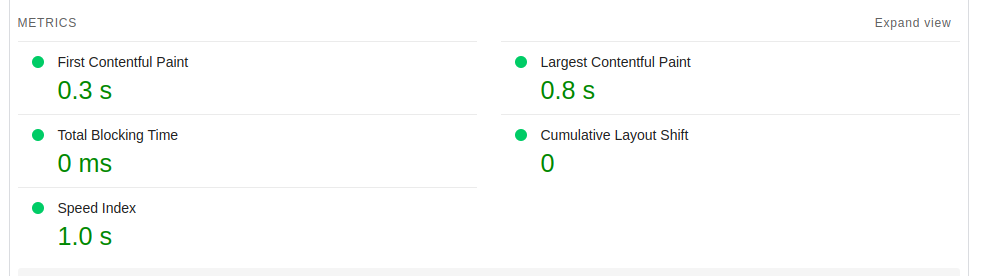 METRICS
Expand view
First Contentful Paint
0.3 s
Largest Contentful Paint
0.8 s
Total Blocking Time
0 ms
Cumulative Layout Shift
0
Speed Index
1.0 s